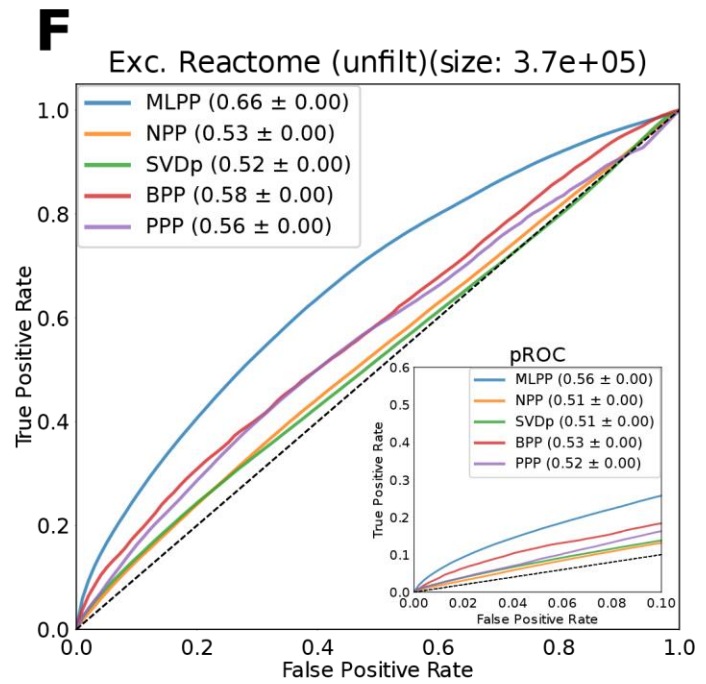 F
Exc. Reactome (unfilt)(size: 3.7e+05)
MLPP (0.66 ± 0.00)
NPP (0.53 ± 0.00)
SVDp (0.52 ± 0.00)
BPP (0.58 ± 0.00)
PPP (0.56 ± 0.00)
True Positive Rate
1.0
0.8
0.6
0.4
0.2
0.0
0.0 0.2 0.4 0.6 0.8 1.0
False Positive Rate
pROC
MLPP (0.56 ± 0.00)
NPP (0.51 ± 0.00)
SVDp (0.51 ± 0.00)
BPP (0.53 ± 0.00)
PPP (0.52 ± 0.00)
True Positive Rate
0.6
0.5
0.4
0.3
0.2
0.1
0.0
0.00 0.02 0.04 0.06 0.08 0.10
False Positive Rate